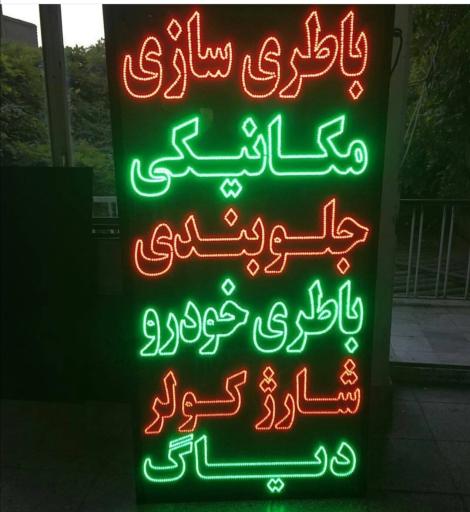 باطری سازی
مکانیکی
جلوبندی
باطری خودرو
شارژ کولر
دیاگ